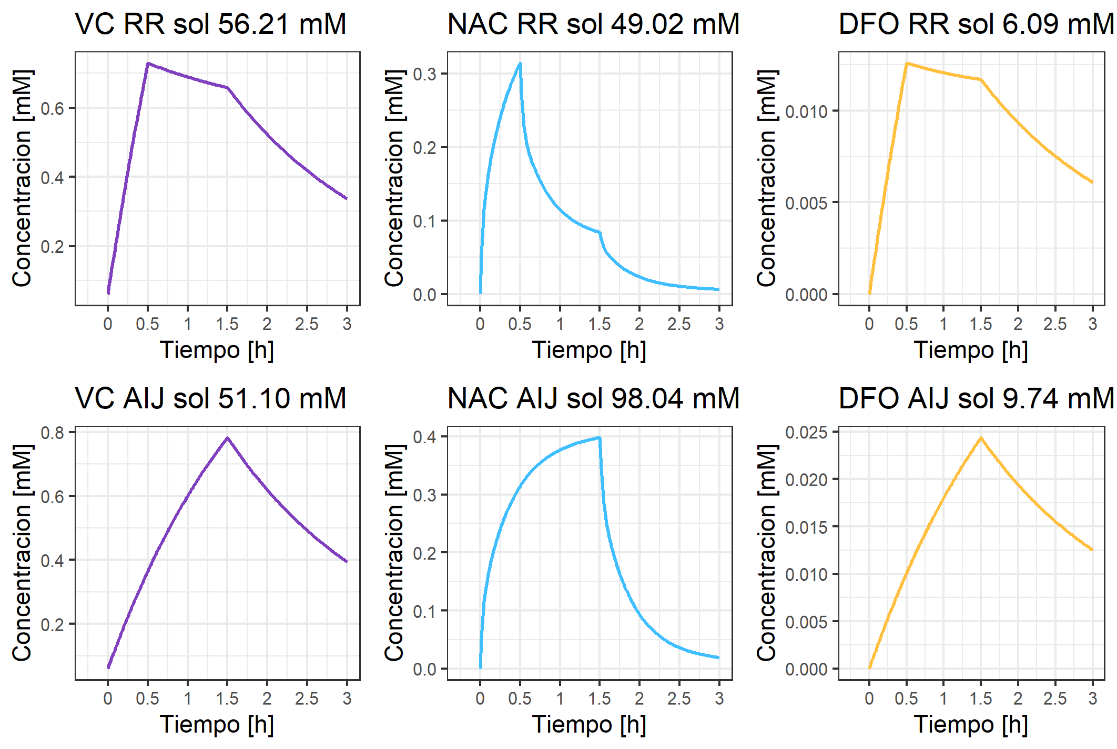 VC RR sol 56.21 mM
Concentracion [mM]
0.6
0.4
0.2
0 0.5 1 1.5 2 2.5 3
Tiempo [h]
NAC RR sol 49.02 mM
Concentracion [mM]
0.3
0.2
0.1
0.0
0 0.5 1 1.5 2 2.5 3
Tiempo [h]
DFO RR sol 6.09 mM
Concentracion [mM]
0.010
0.005
0.000
0 0.5 1 1.5 2 2.5 3
Tiempo [h]
VC AIJ sol 51.10 mM
Concentracion [mM]
0.8
0.6
0.4
0.2
0 0.5 1 1.5 2 2.5 3
Tiempo [h]
NAC AIJ sol 98.04 mM
Concentracion [mM]
0.4
0.3
0.2
0.1
0.0
0 0.5 1 1.5 2 2.5 3
Tiempo [h]
DFO AIJ sol 9.74 mM
Concentracion [mM]
0.025
0.020
0.015
0.010
0.005
0.000
0 0.5 1 1.5 2 2.5 3
Tiempo [h]